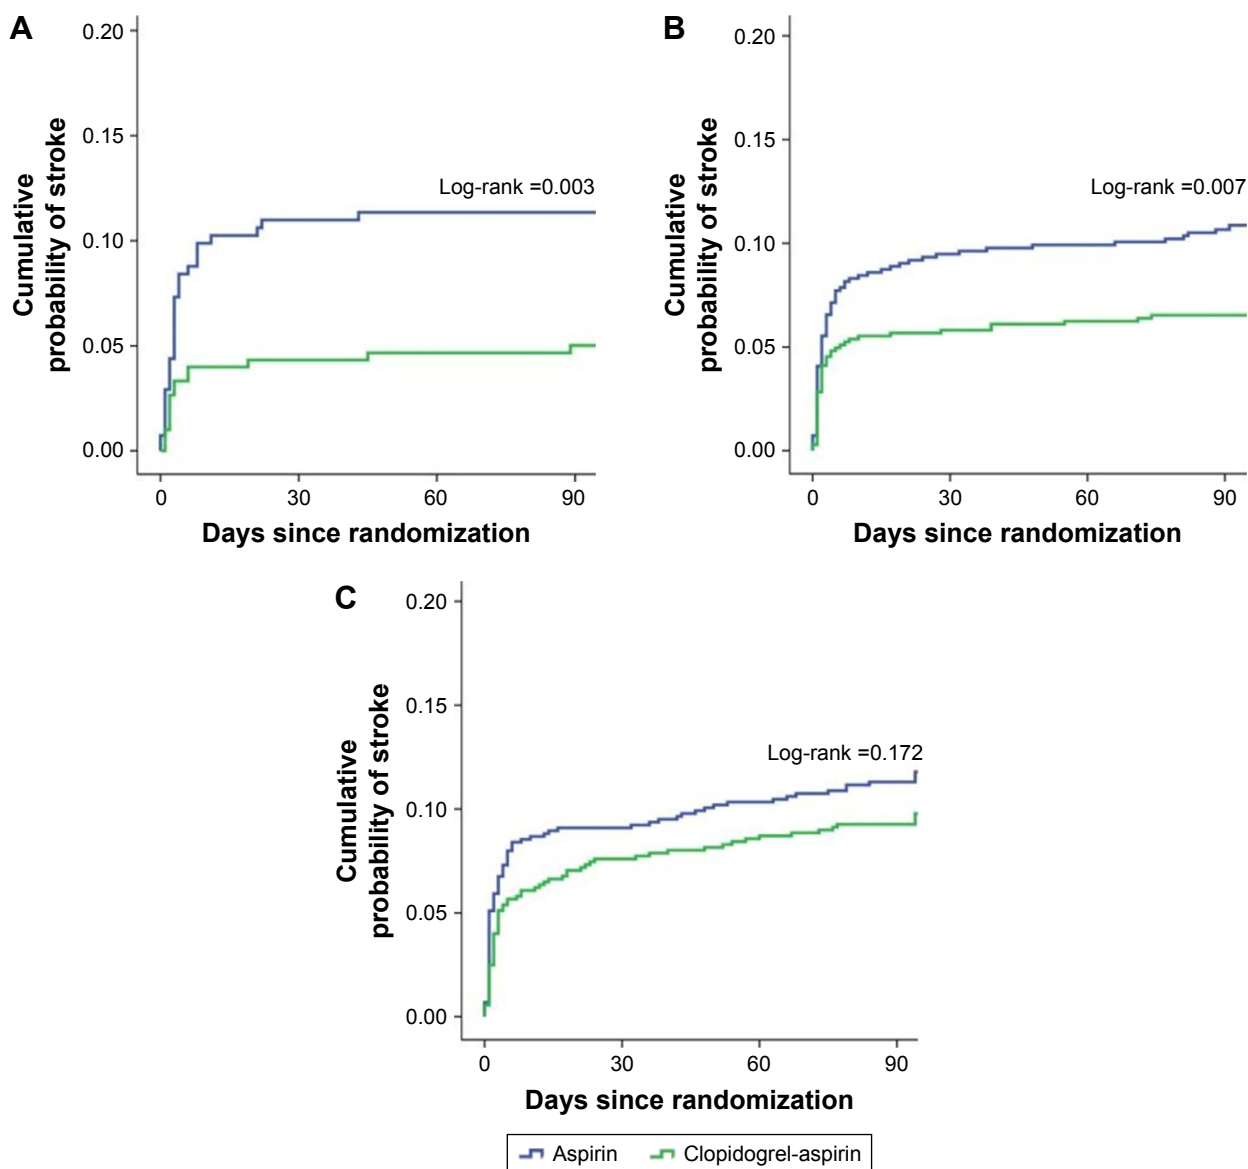 A
Cumulative
probability of stroke
0.20
0.15
0.10
0.05
0.00
Log-rank =0.003
0 30 60 90
Days since randomization
B
Cumulative
probability of stroke
0.20
0.15
0.10
0.05
0.00
Log-rank =0.007
0 30 60 90
Days since randomization
C
Cumulative
probability of stroke
0.20
0.15
0.10
0.05
0.00
Log-rank =0.172
0 30 60 90
Days since randomization
Aspirin Clopidogrel-aspirin